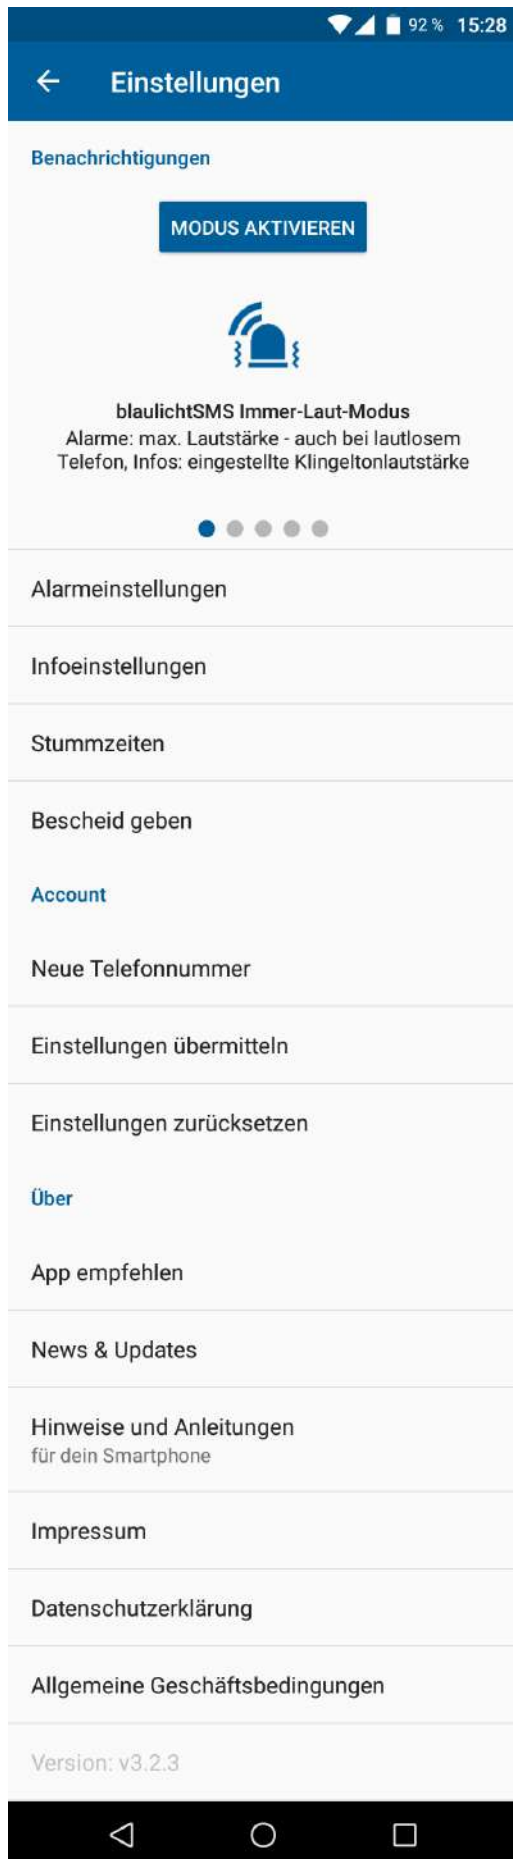 92 % 15:28
Einstellungen
Benachrichtigungen
MODUS AKTIVIEREN
blaulichtSMS Immer-Laut-Modus
Alarme: max. Lautstärke - auch bei lautlosem
Telefon, Infos: eingestellte Klingeltonlautstärke
Alarmeinstellungen
Infoeinstellungen
Stummzeiten
Bescheid geben
Account
Neue Telefonnummer
Einstellungen übermitteln
Einstellungen zurücksetzen
Über
App empfehlen
News & Updates
Hinweise und Anleitungen
für dein Smartphone
Impressum
Datenschutzerklärung
Allgemeine Geschäftsbedingungen
Version: v3.2.3